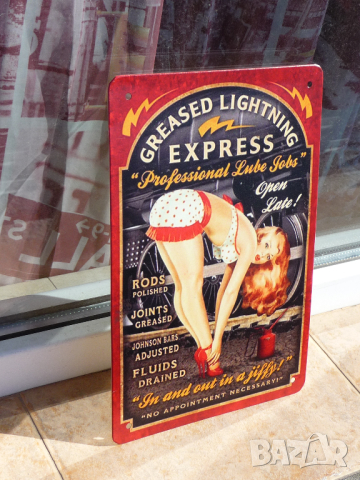 GREASED LIGHTNING
EXPRESS
"Professional Lube Jobs"
Open
Late!
RODS
POLISHED
JOINTS
GREASED
JOHNSON BARS
ADJUSTED
FLUIDS
DRAINED
"In and out in a jiffy!"
"NO APPOINTMENT NECESSARY!"
BAZAR
bg